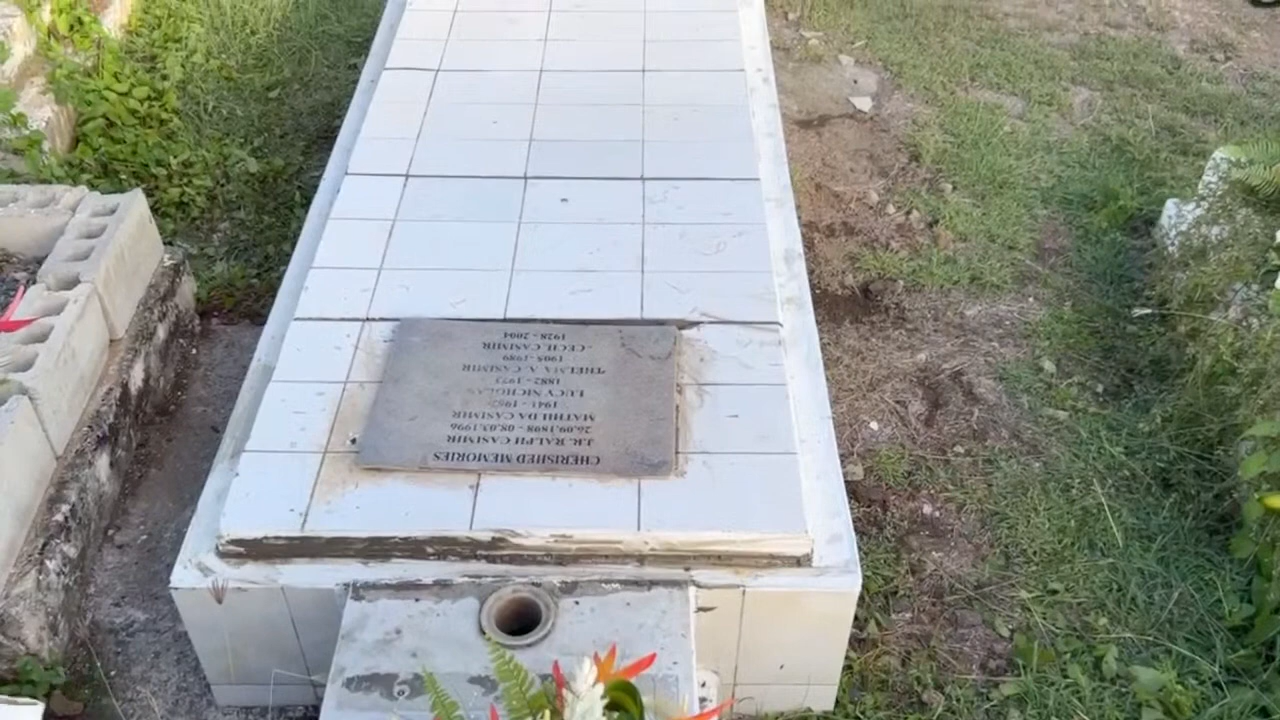 CHERISHED MEMORIES
J.R. RALPH CASIMIR
26.09.1898 - 08.03.1996
MATHILDA CASIMIR
1941 -
LUCY NICHOLAS
1882 - 1973
THELMA A.A. CASIMIR
1905 - 1989
CECIL CASIMIR
1928 - 2004